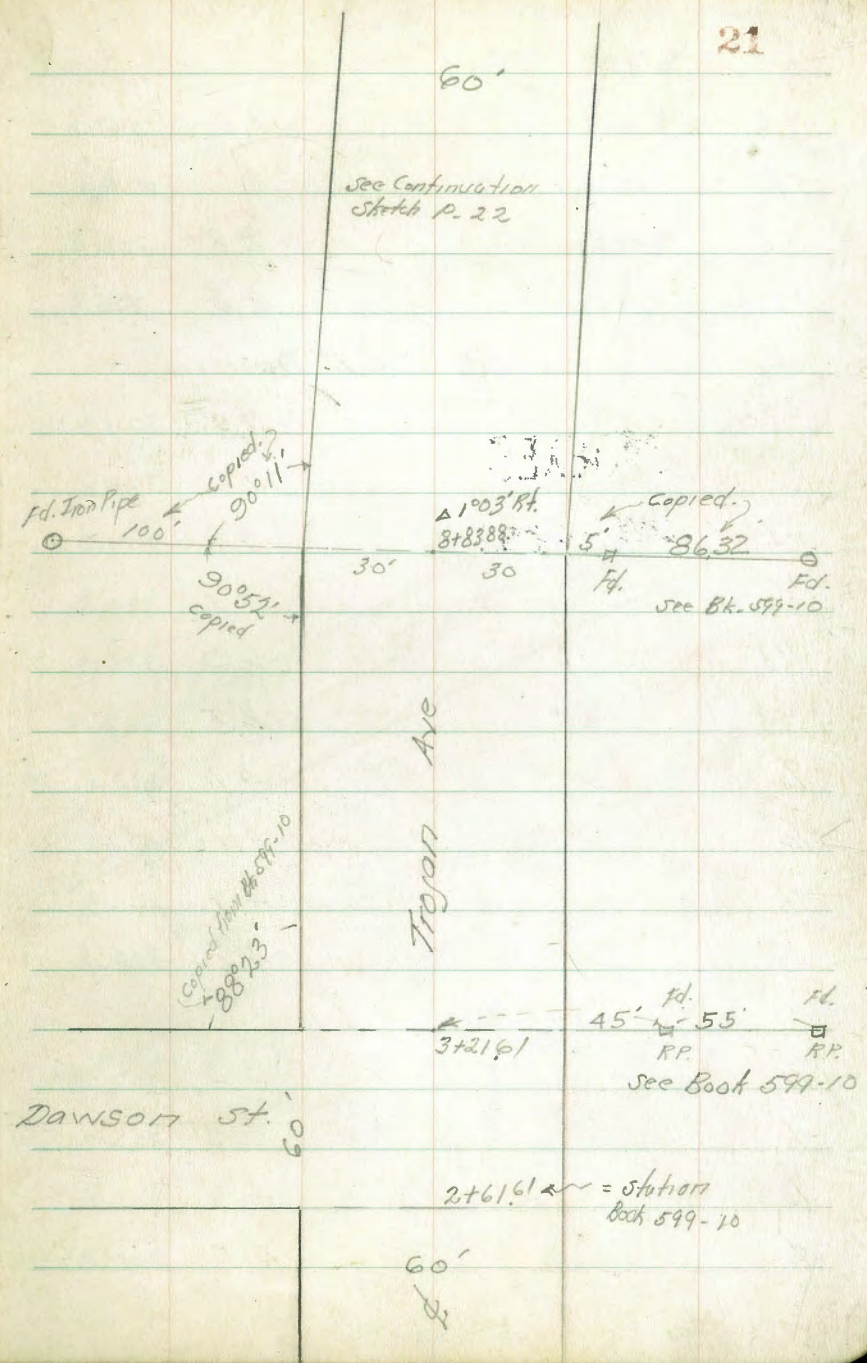 21
60'
See Continuation
Sketch P-22
Copied.
90°11'
Fd. Iron Pipe
100'
△ 1°03' Rt.
8+83.88
Copied.
5'
86.32
30'
30
Fd.
Fd.
See Bk. 599-10
90°52'
Copied
Trojan Ave
Copied from Bk 599-10
88°23'
Fd.
Fd.
45'
55'
3+21.61
R.P.
R.P.
See Book 599-10
Dawson St.
60'
2+61.61 = Station
Book 599-10
60'
℄